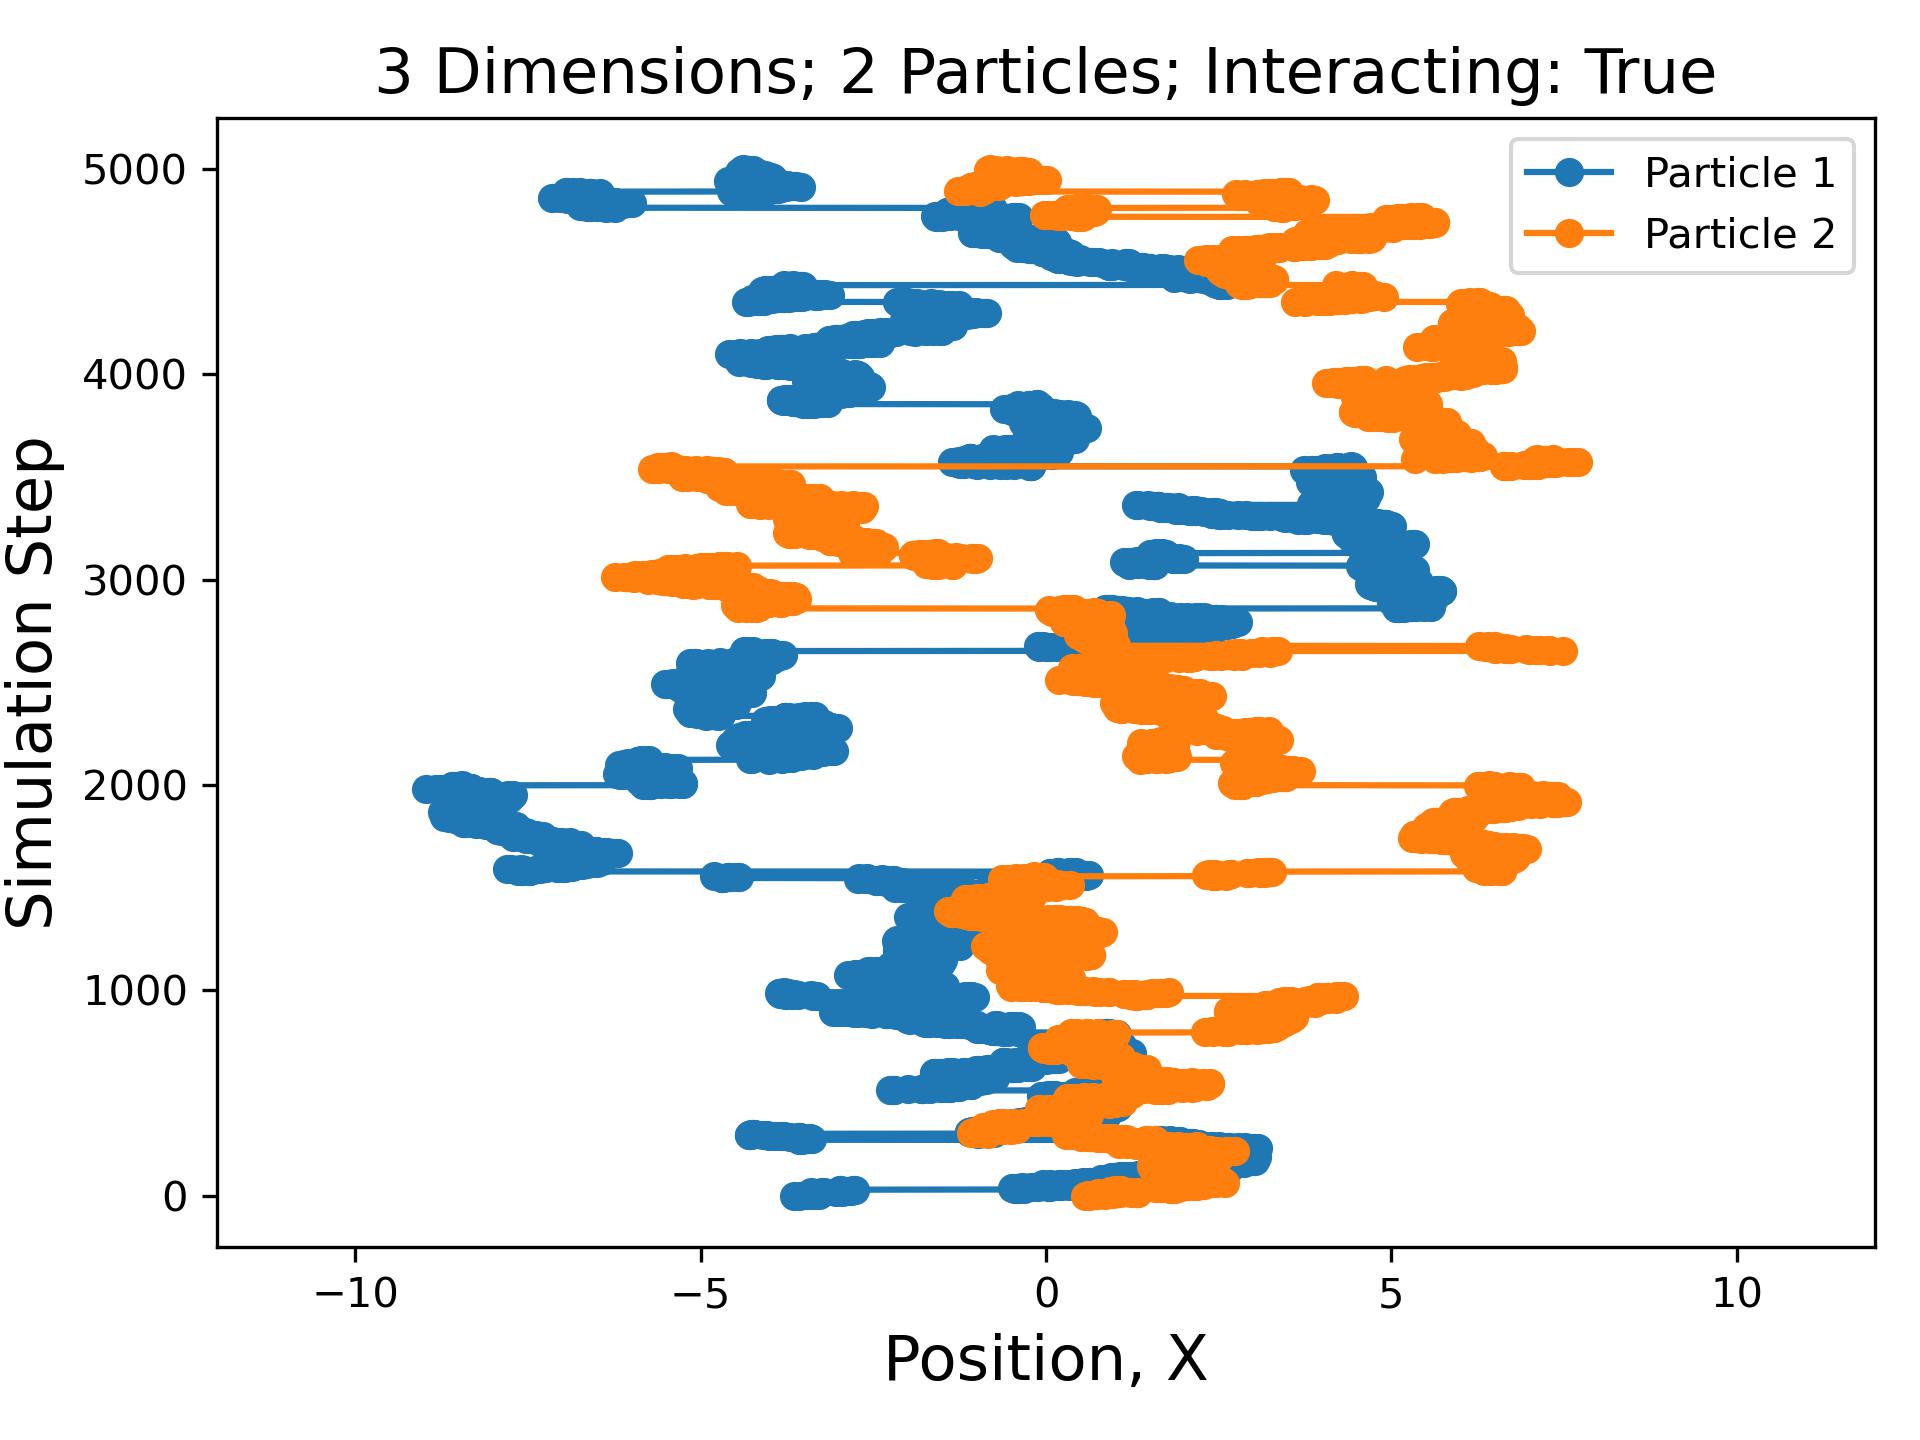 3 Dimensions; 2 Particles; Interacting: True
Particle 1
Particle 2
Simulation Step
5000
4000
3000
2000
1000
0
−10
−5
0
5
10
Position, X